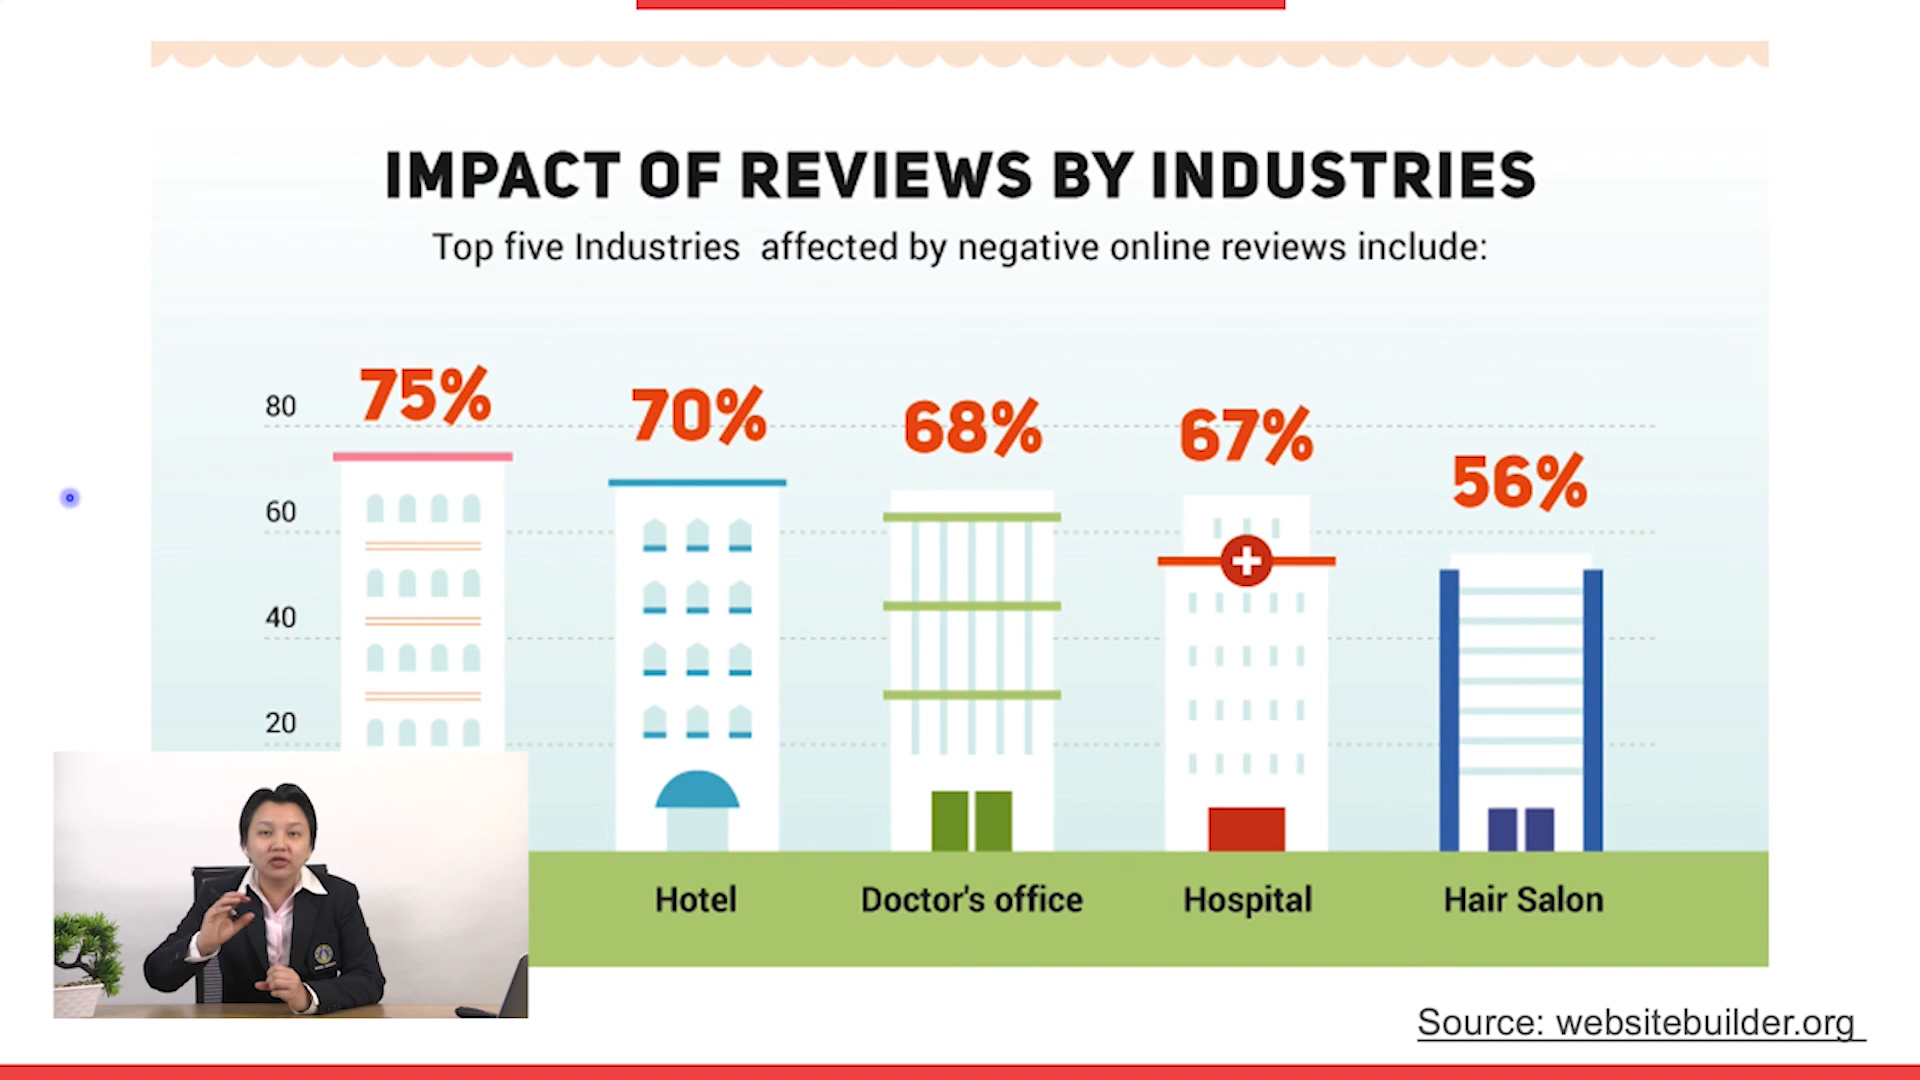 IMPACT OF REVIEWS BY INDUSTRIES
Top five Industries affected by negative online reviews include:
75%
70%
68%
67%
56%
80
60
40
20
Hotel
Doctor's office
Hospital
Hair Salon
Source: websitebuilder.org